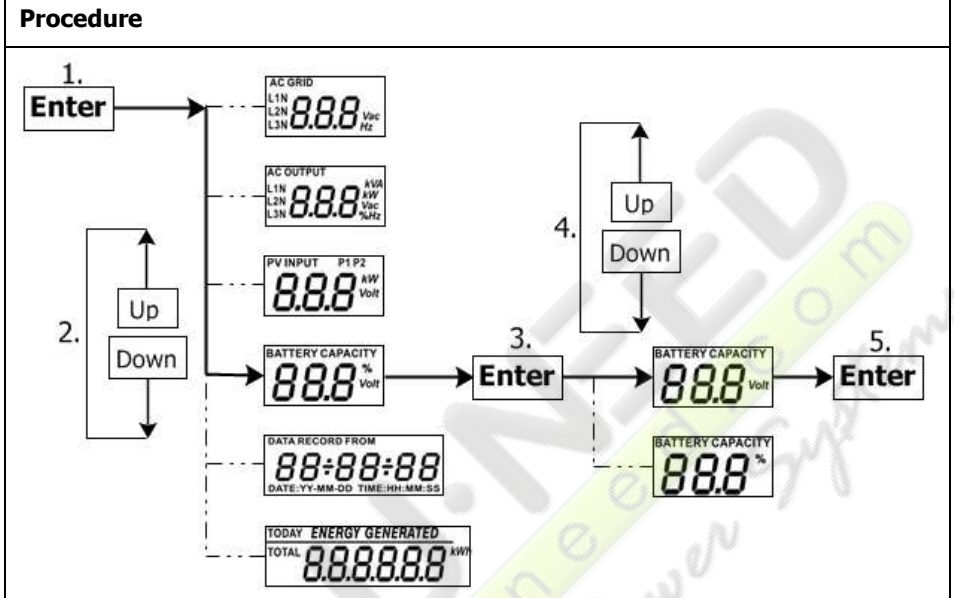 Procedure
1.
Enter
AC GRID
L1N
L2N
L3N
8.8.8
Vac
Hz
AC OUTPUT
L1N
L2N
L3N
8.8.8
kVA
kW
Vac
%Hz
PV INPUT P1 P2
8.8.8
kW
Volt
2.
Up
Down
BATTERY CAPACITY
88.8
%
Volt
3.
Enter
4.
Up
Down
BATTERY CAPACITY
88.8
Volt
5.
Enter
BATTERY CAPACITY
88.8
%
DATA RECORD FROM
88:88:88
DATE:YY-MM-DD TIME:HH:MM:SS
TODAY ENERGY GENERATED
TOTAL
8.8.8.8.8.8
kWh